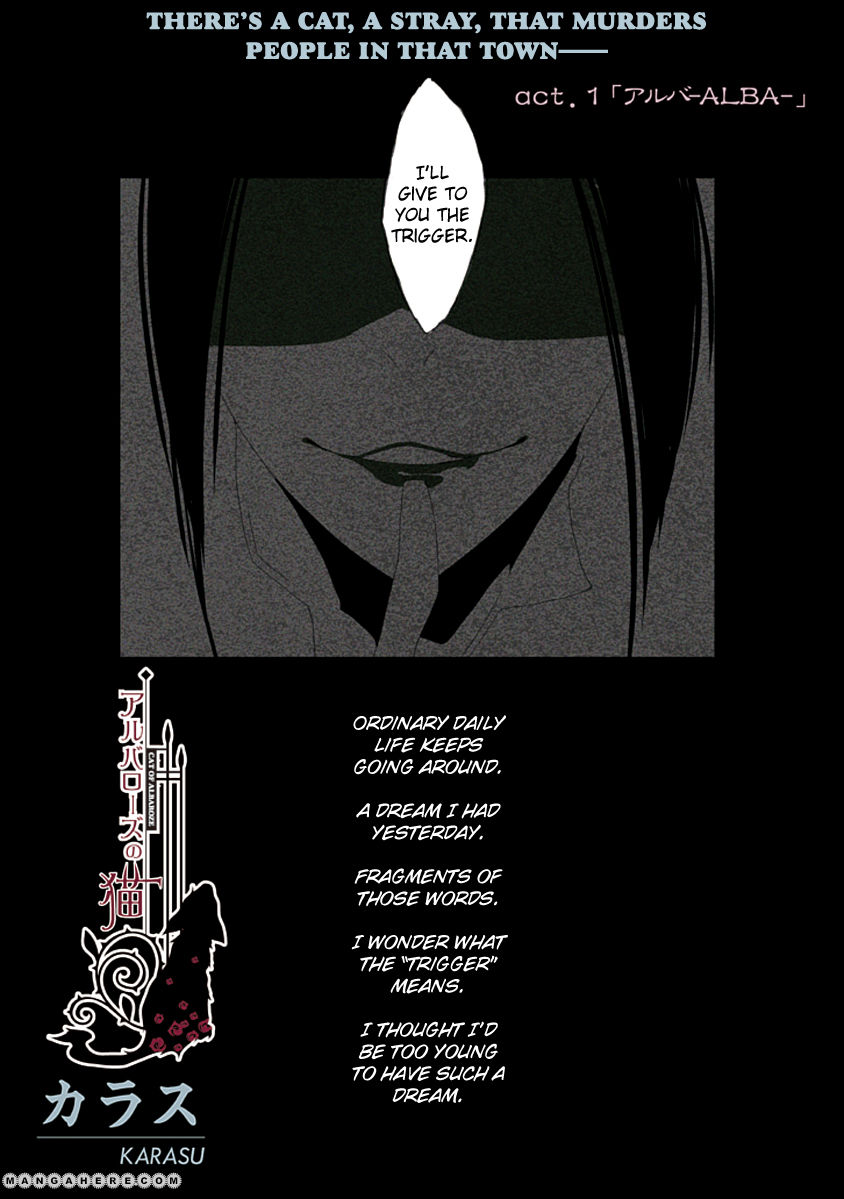 THERE'S A CAT, A STRAY, THAT MURDERS
PEOPLE IN THAT TOWN——
act.1「アルバ-ALBA-」
I'LL
GIVE TO
YOU THE
TRIGGER.
アルバローズの猫
CAT OF ALBAROZE
ORDINARY DAILY
LIFE KEEPS
GOING AROUND.
A DREAM I HAD
YESTERDAY.
FRAGMENTS OF
THOSE WORDS.
I WONDER WHAT
THE "TRIGGER"
MEANS.
I THOUGHT I'D
BE TOO YOUNG
TO HAVE SUCH A
DREAM.
カラス
KARASU
MANGAHERE.COM